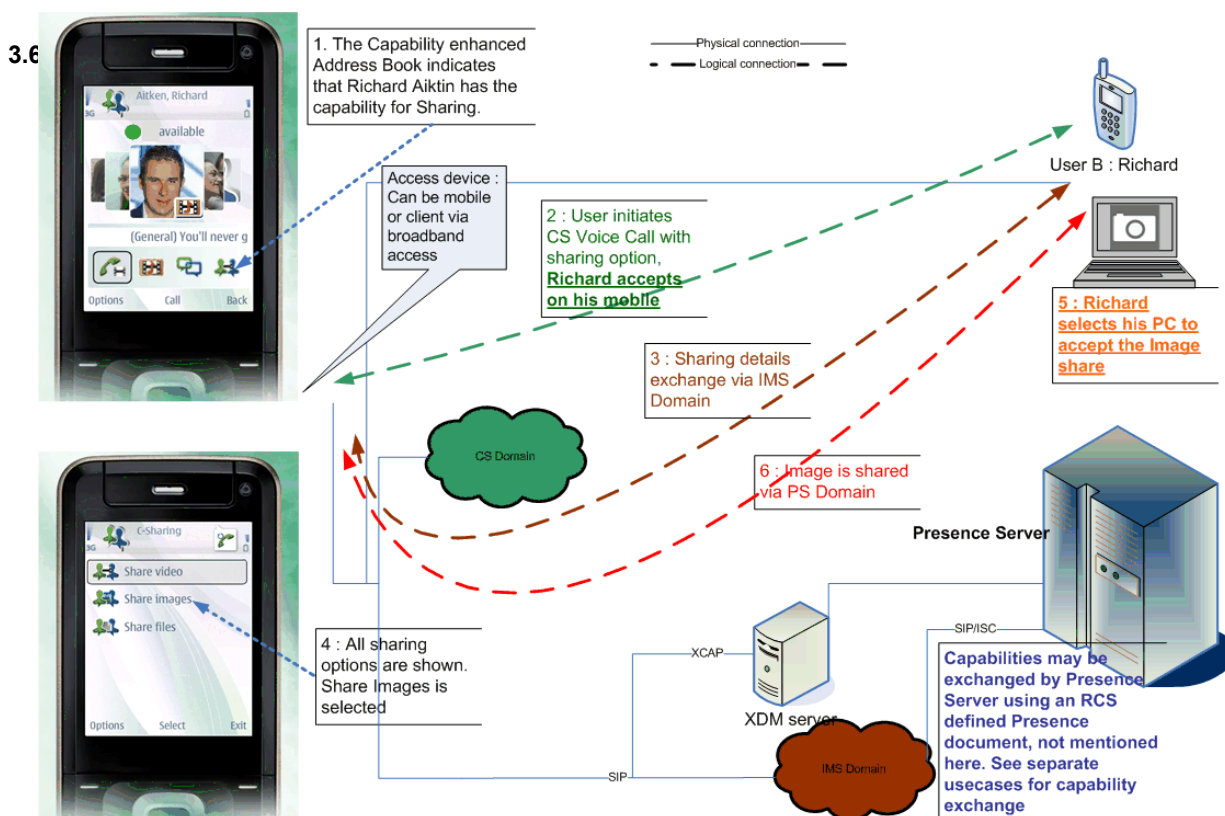 3.6
Aitken, Richard
3G
available
(General) You'll never g
Options Call Back
1. The Capability enhanced
Address Book indicates
that Richard Aiktin has the
capability for Sharing.
Physical connection
Logical connection
Access device :
Can be mobile
or client via
broadband
access
2 : User initiates
CS Voice Call with
sharing option,
Richard accepts
on his mobile
User B : Richard
5 : Richard
selects his PC to
accept the Image
share
3 : Sharing details
exchange via IMS
Domain
CS Domain
6 : Image is shared
via PS Domain
C-Sharing
3G
Share video
Share images
Share files
Options Select Exit
4 : All sharing
options are shown.
Share Images is
selected
Presence Server
SIP/ISC
XCAP
XDM server
SIP
IMS Domain
Capabilities may be
exchanged by Presence
Server using an RCS
defined Presence
document, not mentioned
here. See separate
usecases for capability
exchange